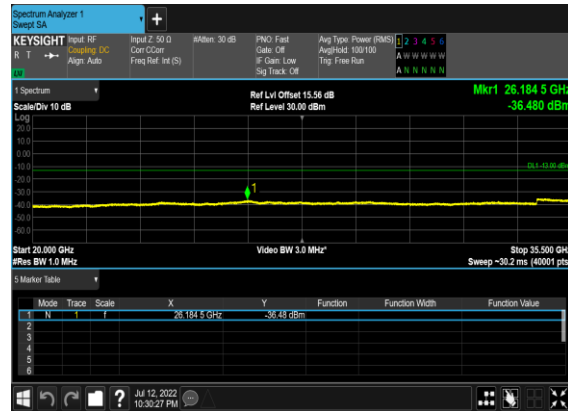 Spectrum Analyzer 1
Swept SA
+
KEYSIGHT Input: RF Input Z: 50 Ω #Atten: 30 dB PNO: Fast Avg Type: Power (RMS) 1 2 3 4 5 6
R T Coupling: DC Corr CCorr Gate: Off Avg|Hold: 100/100 A W W W W W
Align: Auto Freq Ref: Int (S) IF Gain: Low Trig: Free Run
LW Sig Track: Off A N N N N N
1 Spectrum Ref Lvl Offset 15.56 dB Mkr1 26.184 5 GHz
Scale/Div 10 dB Ref Level 30.00 dBm -36.480 dBm
Log
20.0
10.0
0.00
-10.0 DL1 -13.00 dBm
-20.0
-30.0 1
-40.0
-50.0
-60.0
Start 20.000 GHz Video BW 3.0 MHz* Stop 35.500 GHz
#Res BW 1.0 MHz Sweep ~30.2 ms (40001 pts)
5 Marker Table
Mode Trace Scale X Y Function Function Width Function Value
1 N 1 f 26.184 5 GHz -36.48 dBm
2
3
4
5
6
? Jul 12, 2022
10:30:27 PM